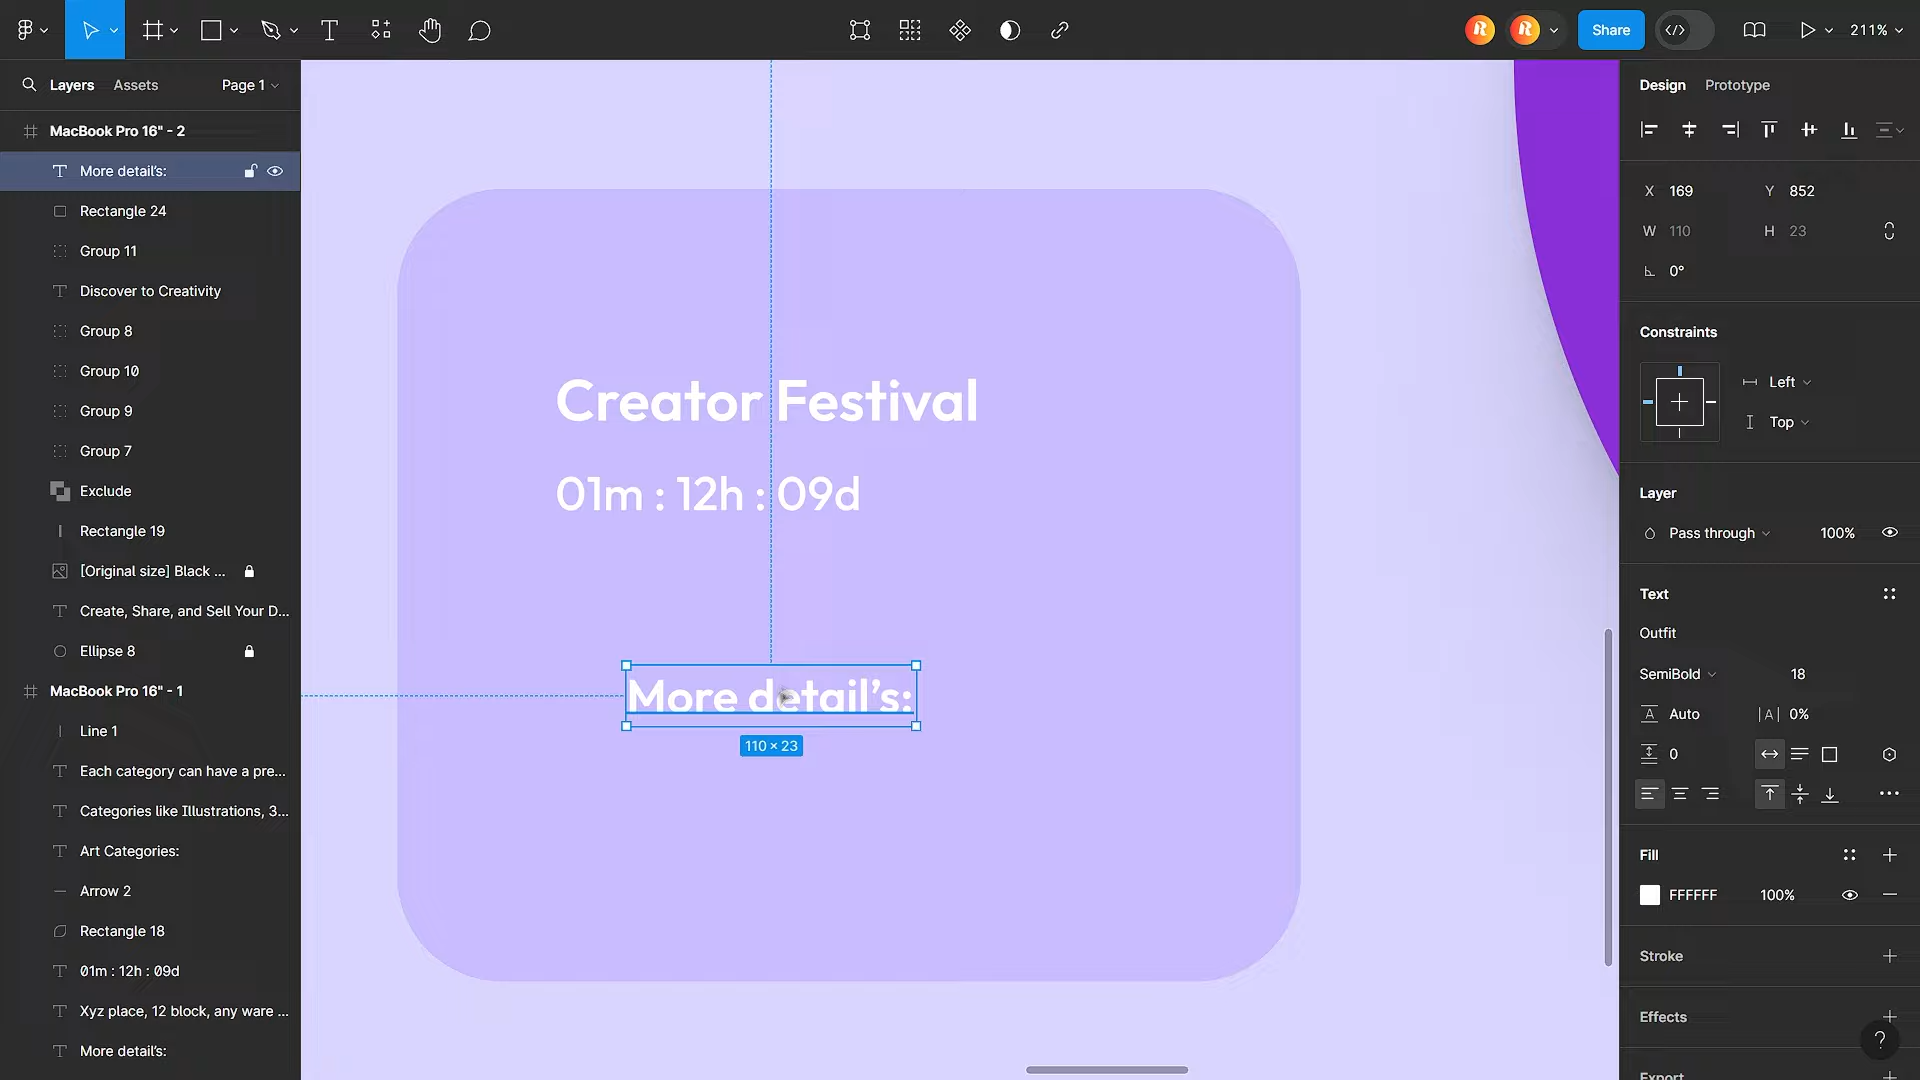 Share
211%
Layers
Assets
Page 1
Design
Prototype
MacBook Pro 16" - 2
More detail's:
Rectangle 24
Group 11
Discover to Creativity
Group 8
Group 10
Group 9
Group 7
Exclude
Rectangle 19
[Original size] Black ...
Create, Share, and Sell Your D...
Ellipse 8
MacBook Pro 16" - 1
Line 1
Each category can have a pre...
Categories like Illustrations, 3...
Art Categories:
Arrow 2
Rectangle 18
01m : 12h : 09d
Xyz place, 12 block, any ware ...
More detail's:
Creator Festival
01m : 12h : 09d
More detail’s:
110 × 23
X 169 Y 852
W 110 H 23
0°
Constraints
Left
Top
Layer
Pass through 100%
Text
Outfit
SemiBold 18
Auto |A| 0%
0
Fill
FFFFFF 100%
Stroke
Effects
?
Export